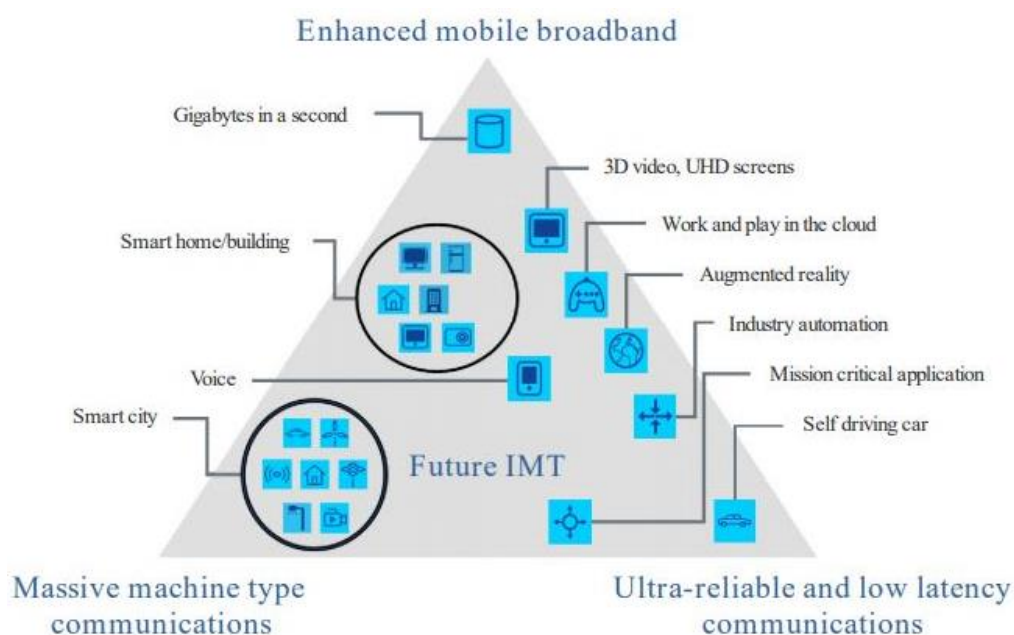 Enhanced mobile broadband
Gigabytes in a second
3D video, UHD screens
Smart home/building
Work and play in the cloud
Augmented reality
Industry automation
Voice
Mission critical application
Smart city
Self driving car
Future IMT
Massive machine type
communications
Ultra-reliable and low latency
communications